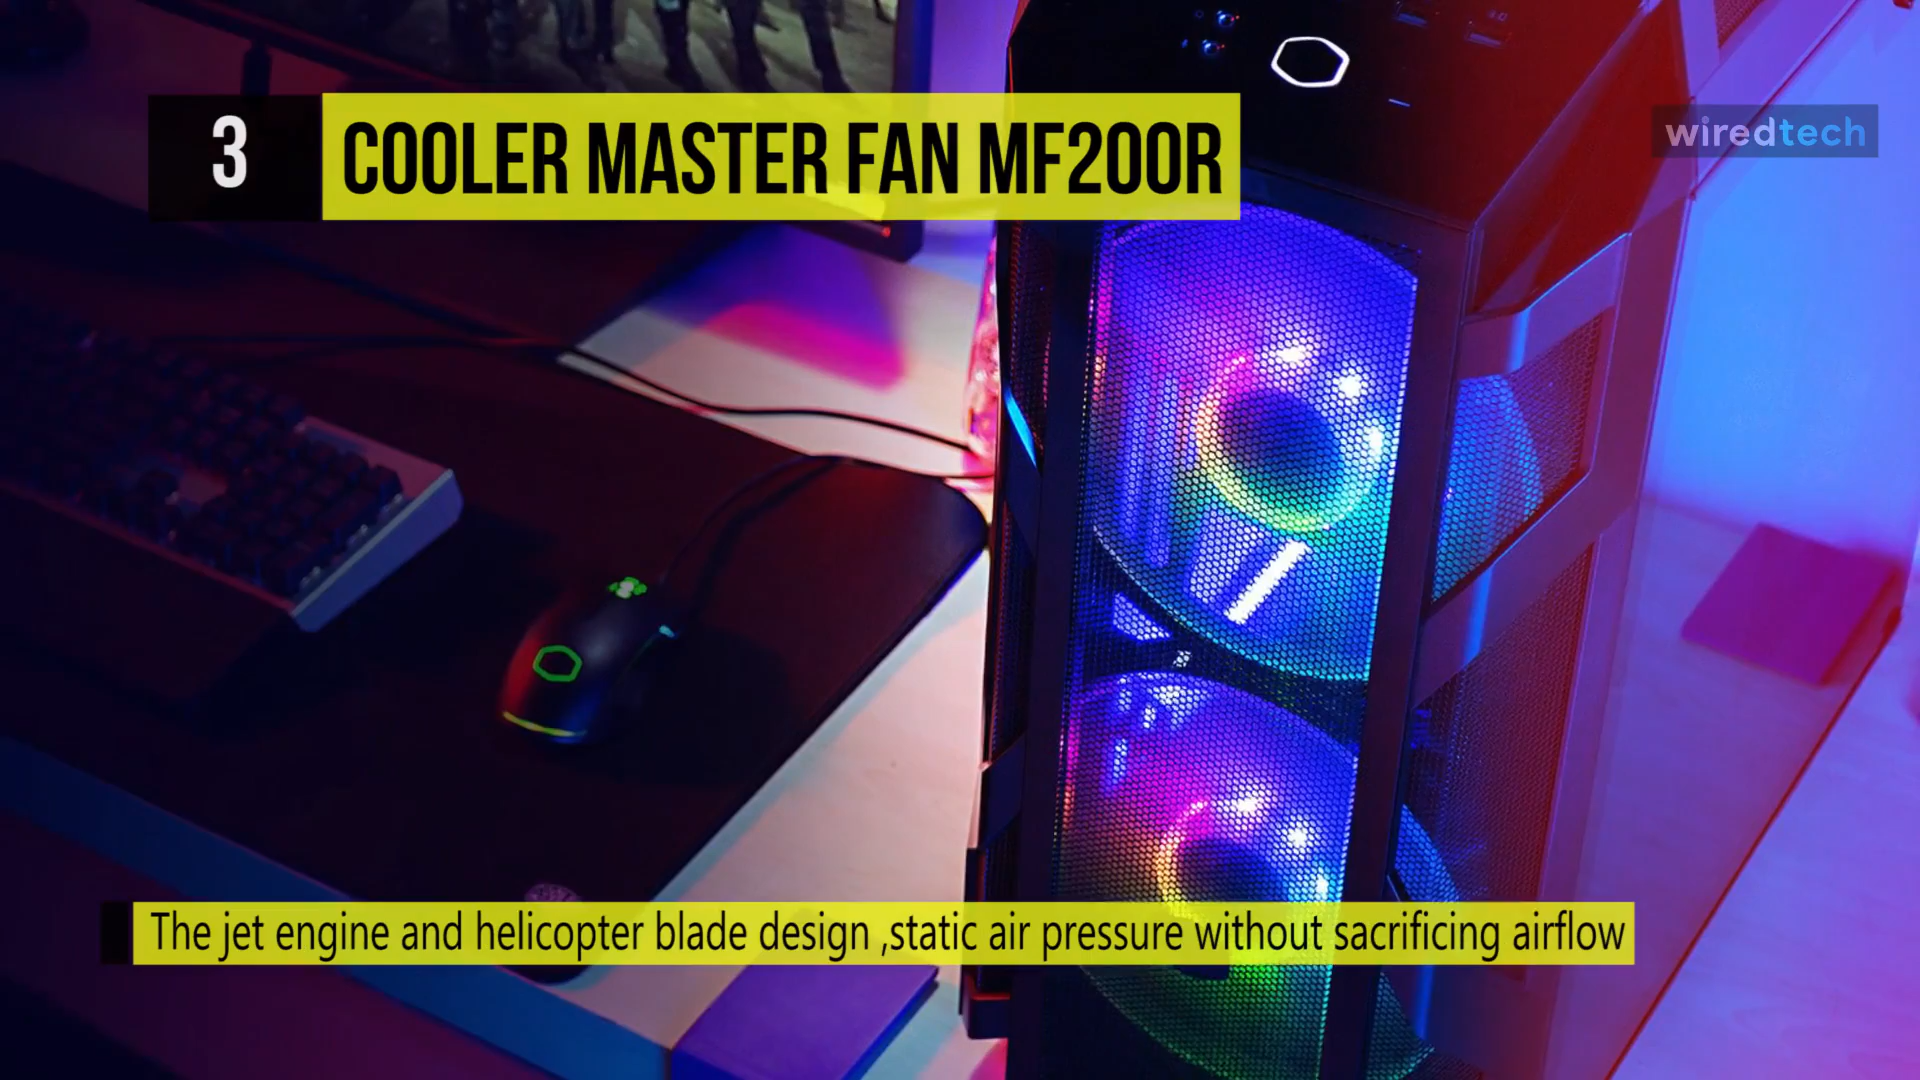 3
COOLER MASTER FAN MF200R
wiredtech
The jet engine and helicopter blade design ,static air pressure without sacrificing airflow